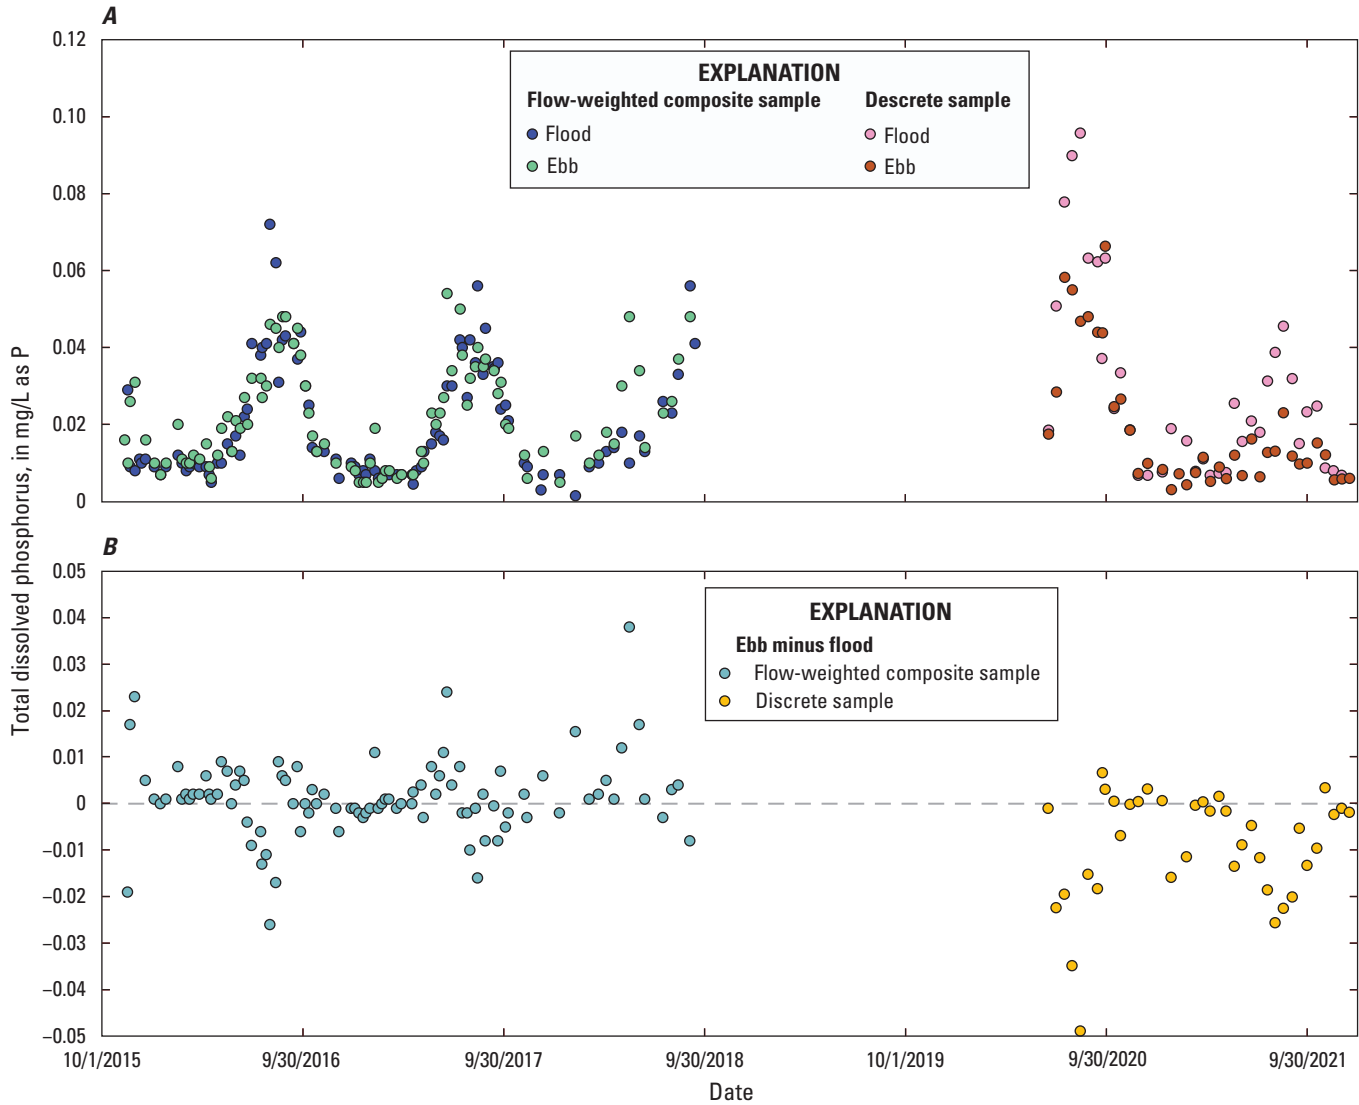 A
0.12
0.10
0.08
0.06
0.04
0.02
0
EXPLANATION
Flow-weighted composite sample
Descrete sample
Flood
Flood
Ebb
Ebb
Total dissolved phosphorus, in mg/L as P
B
0.05
0.04
0.03
0.02
0.01
0
−0.01
−0.02
−0.03
−0.04
−0.05
EXPLANATION
Ebb minus flood
Flow-weighted composite sample
Discrete sample
10/1/2015
9/30/2016
9/30/2017
9/30/2018
10/1/2019
9/30/2020
9/30/2021
Date